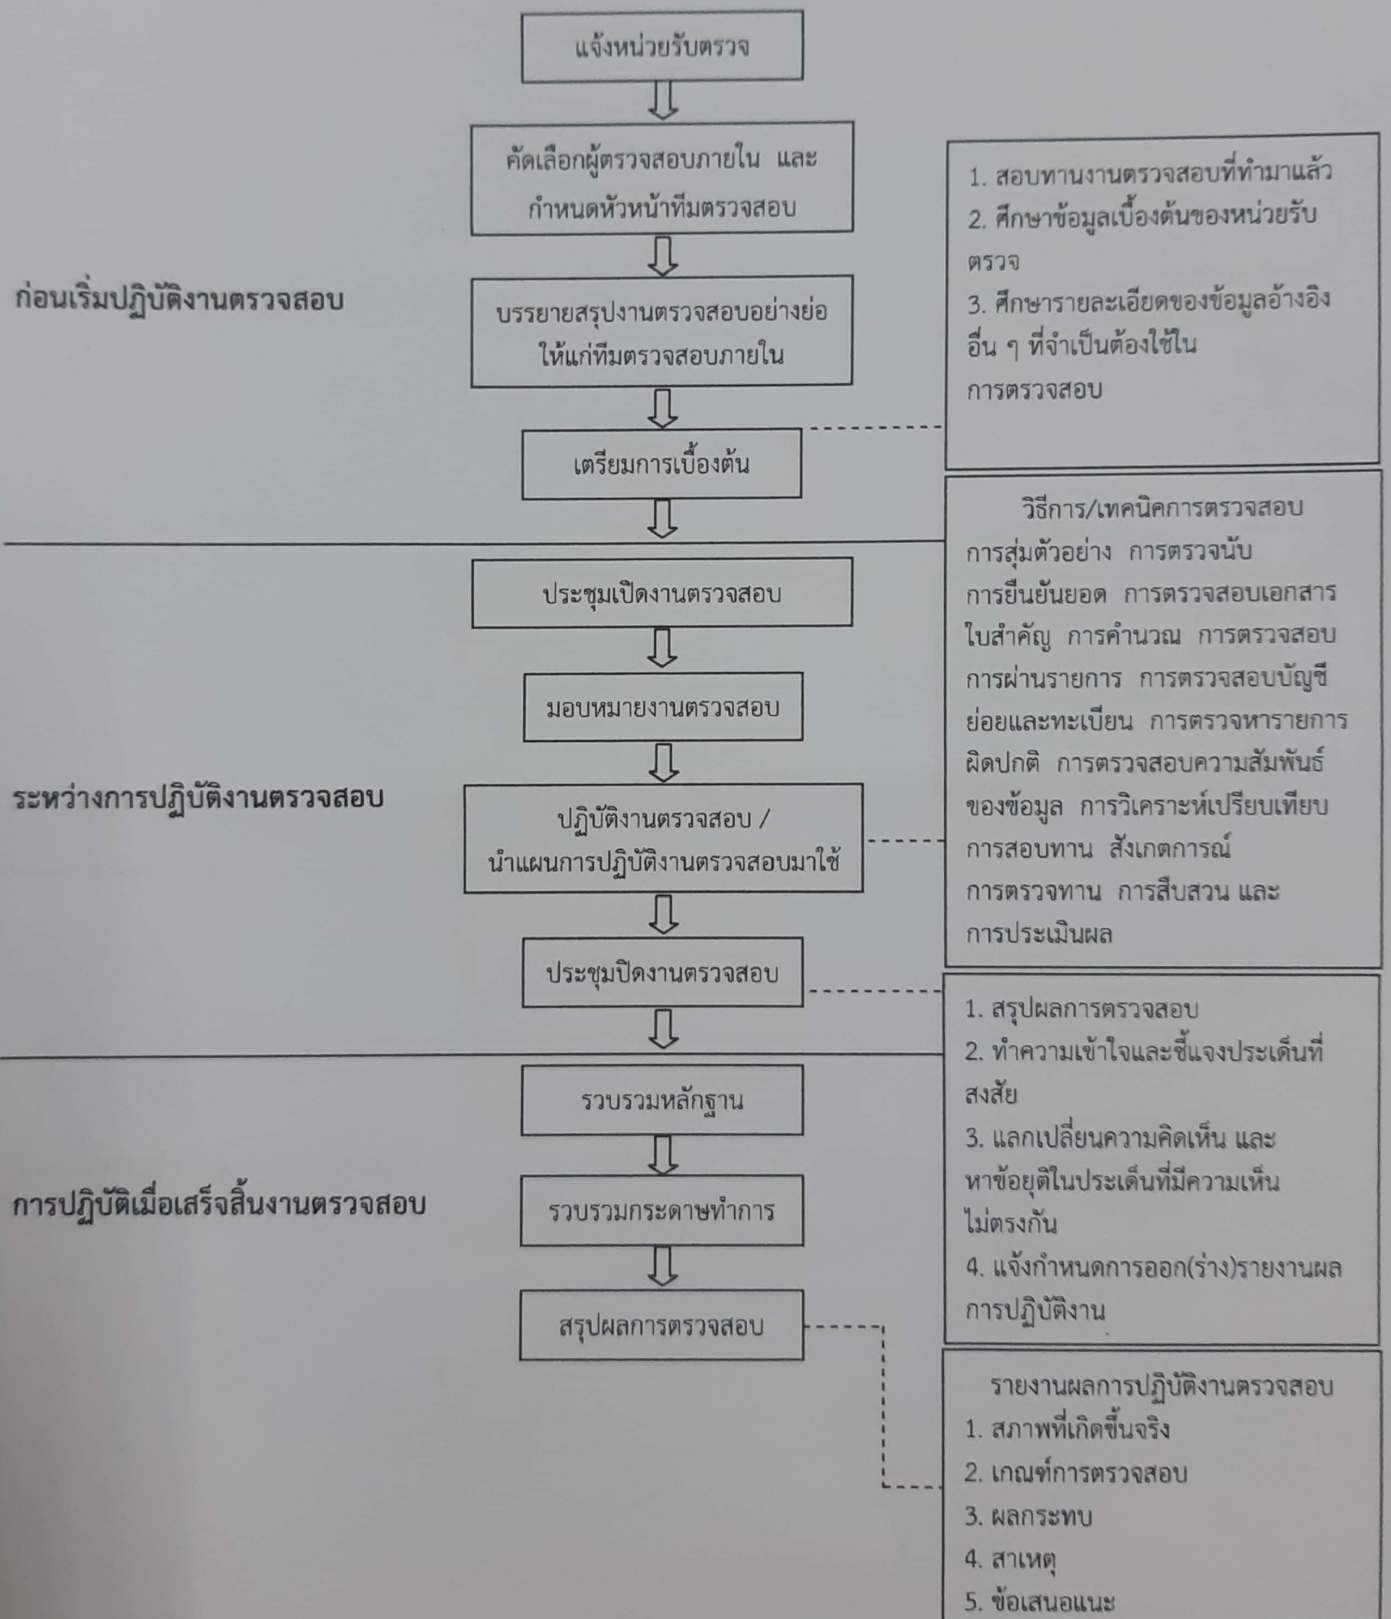 แจ้งหน่วยรับตรวจ
คัดเลือกผู้ตรวจสอบภายใน และ
กำหนดหัวหน้าทีมตรวจสอบ
ก่อนเริ่มปฏิบัติงานตรวจสอบ
บรรยายสรุปงานตรวจสอบอย่างย่อ
ให้แก่ทีมตรวจสอบภายใน
เตรียมการเบื้องต้น
1. สอบทานงานตรวจสอบที่ทำมาแล้ว
2. ศึกษาข้อมูลเบื้องต้นของหน่วยรับ
ตรวจ
3. ศึกษารายละเอียดของข้อมูลอ้างอิง
อื่น ๆ ที่จำเป็นต้องใช้ใน
การตรวจสอบ
ประชุมเปิดงานตรวจสอบ
มอบหมายงานตรวจสอบ
ระหว่างการปฏิบัติงานตรวจสอบ
ปฏิบัติงานตรวจสอบ /
นำแผนการปฏิบัติงานตรวจสอบมาใช้
ประชุมปิดงานตรวจสอบ
วิธีการ/เทคนิคการตรวจสอบ
การสุ่มตัวอย่าง การตรวจนับ
การยืนยันยอด การตรวจสอบเอกสาร
ใบสำคัญ การคำนวณ การตรวจสอบ
การผ่านรายการ การตรวจสอบบัญชี
ย่อยและทะเบียน การตรวจหารายการ
ผิดปกติ การตรวจสอบความสัมพันธ์
ของข้อมูล การวิเคราะห์เปรียบเทียบ
การสอบทาน สังเกตการณ์
การตรวจทาน การสืบสวน และ
การประเมินผล
1. สรุปผลการตรวจสอบ
2. ทำความเข้าใจและชี้แจงประเด็นที่
สงสัย
3. แลกเปลี่ยนความคิดเห็น และ
หาข้อยุติในประเด็นที่มีความเห็น
ไม่ตรงกัน
4. แจ้งกำหนดการออก(ร่าง)รายงานผล
การปฏิบัติงาน
รวบรวมหลักฐาน
การปฏิบัติเมื่อเสร็จสิ้นงานตรวจสอบ
รวบรวมกระดาษทำการ
สรุปผลการตรวจสอบ
รายงานผลการปฏิบัติงานตรวจสอบ
1. สภาพที่เกิดขึ้นจริง
2. เกณฑ์การตรวจสอบ
3. ผลกระทบ
4. สาเหตุ
5. ข้อเสนอแนะ